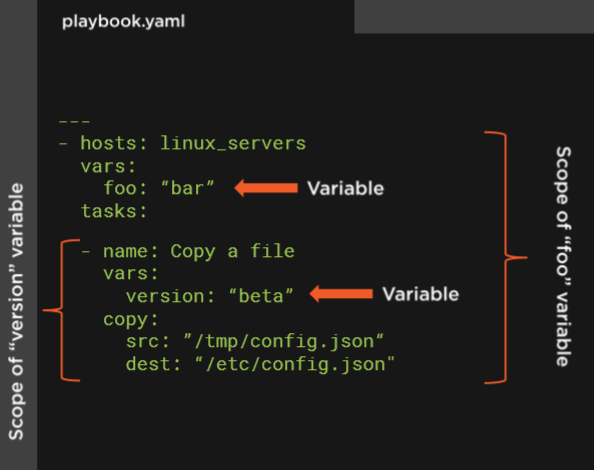 playbook.yaml
---
- hosts: linux_servers
vars:
foo: “bar”
Variable
tasks:
- name: Copy a file
vars:
version: “beta”
Variable
copy:
src: ”/tmp/config.json“
dest: “/etc/config.json"
Scope of “version” variable
Scope of “foo” variable